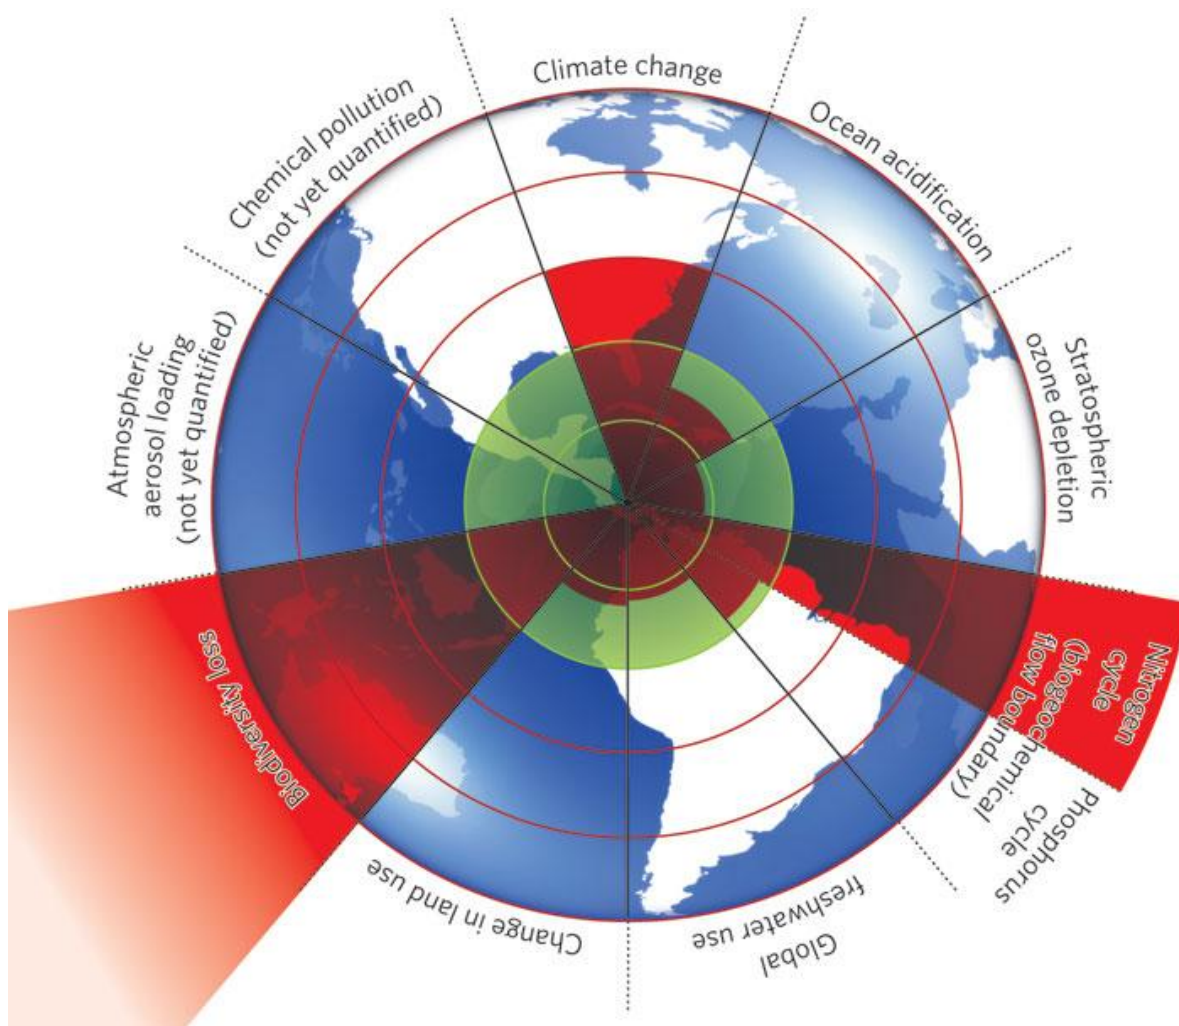 Climate change
Ocean acidification
Stratospheric
ozone depletion
Nitrogen
cycle
(biogeochemical
flow boundary)
Phosphorus
cycle
Global
freshwater use
Change in land use
Biodiversity loss
Atmospheric
aerosol loading
(not yet quantified)
Chemical pollution
(not yet quantified)